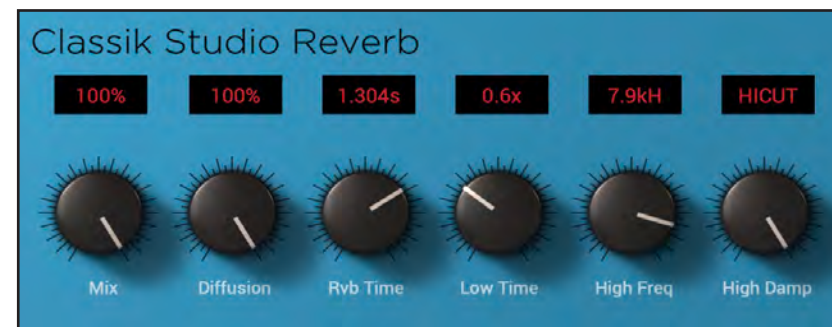 Classik Studio Reverb
100% 100% 1.304s 0.6x 7.9kH HICUT
Mix Diffusion Rvb Time Low Time High Freq High Damp